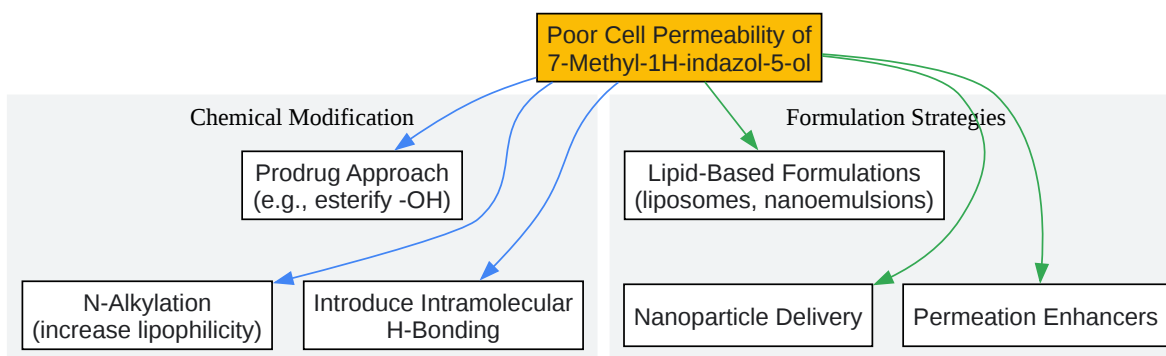 Poor Cell Permeability of
7-Methyl-1H-indazol-5-ol
Chemical Modification
Formulation Strategies
Prodrug Approach
(e.g., esterify -OH)
Lipid-Based Formulations
(liposomes, nanoemulsions)
N-Alkylation
(increase lipophilicity)
Introduce Intramolecular
H-Bonding
Nanoparticle Delivery
Permeation Enhancers